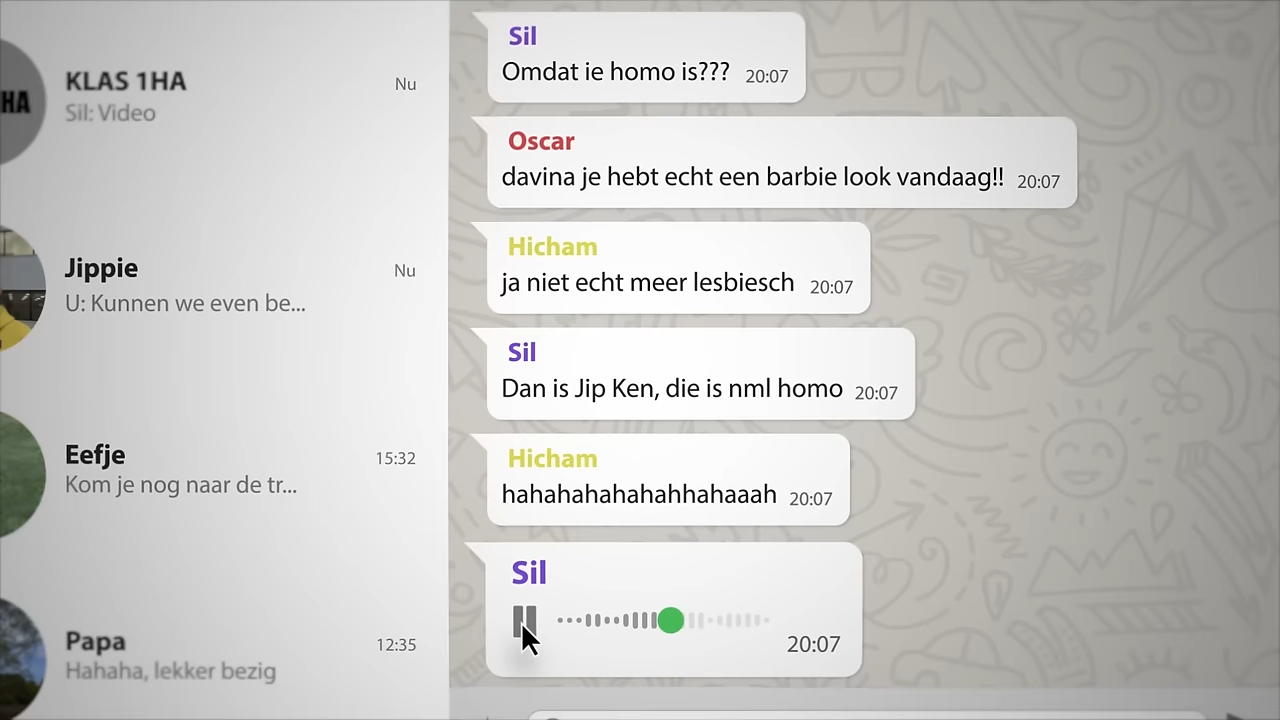 HA
KLAS 1HA
Nu
Sil: Video
Jippie
Nu
U: Kunnen we even be...
Eefje
15:32
Kom je nog naar de tr...
Papa
12:35
Hahaha, lekker bezig
Sil
Omdat ie homo is??? 20:07
Oscar
davina je hebt echt een barbie look vandaag!! 20:07
Hicham
ja niet echt meer lesbiesch 20:07
Sil
Dan is Jip Ken, die is nml homo 20:07
Hicham
hahahahahahahhahaaah 20:07
Sil
20:07